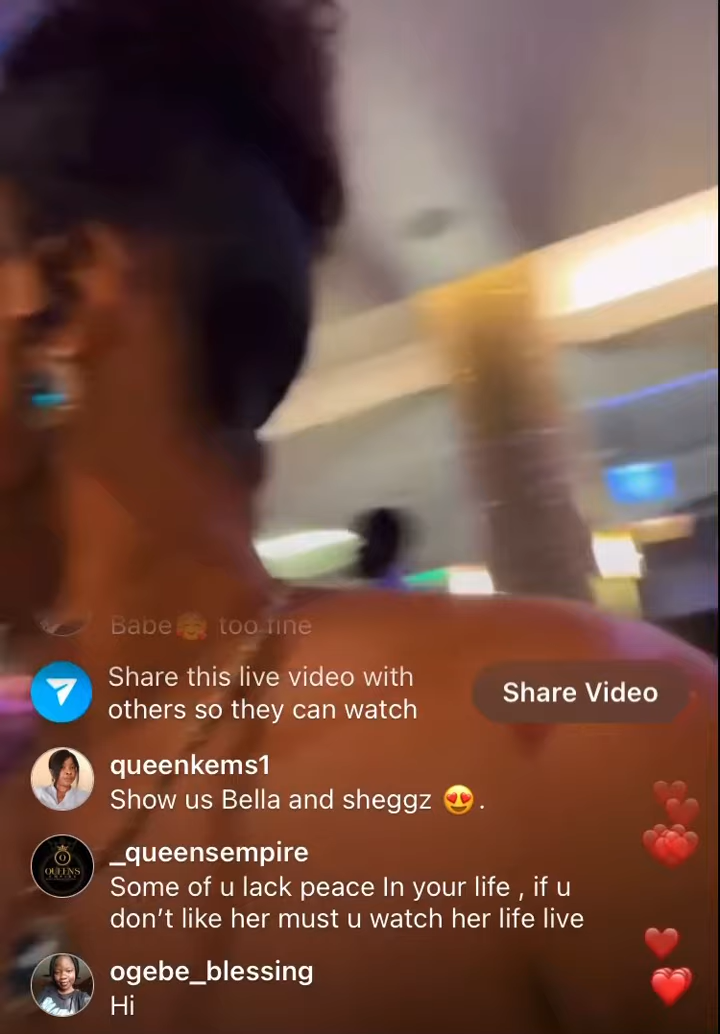 Babe🥰 too fine
Share this live video with
others so they can watch
Share Video
queenkems1
Show us Bella and sheggz 😍.
_queensempire
Some of u lack peace In your life , if u
don’t like her must u watch her life live
QUEENS
ogebe_blessing
Hi